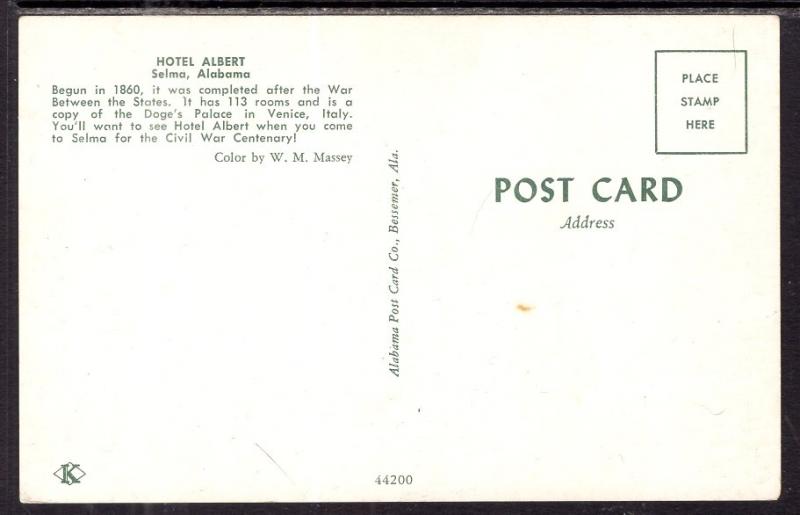 HOTEL ALBERT
Selma, Alabama
Begun in 1860, it was completed after the War
Between the States. It has 113 rooms and is a
copy of the Doge's Palace in Venice, Italy.
You'll want to see Hotel Albert when you come
to Selma for the Civil War Centenary!
Color by W. M. Massey
Alabama Post Card Co., Bessemer, Ala.
PLACE
STAMP
HERE
POST CARD
Address
K
44200